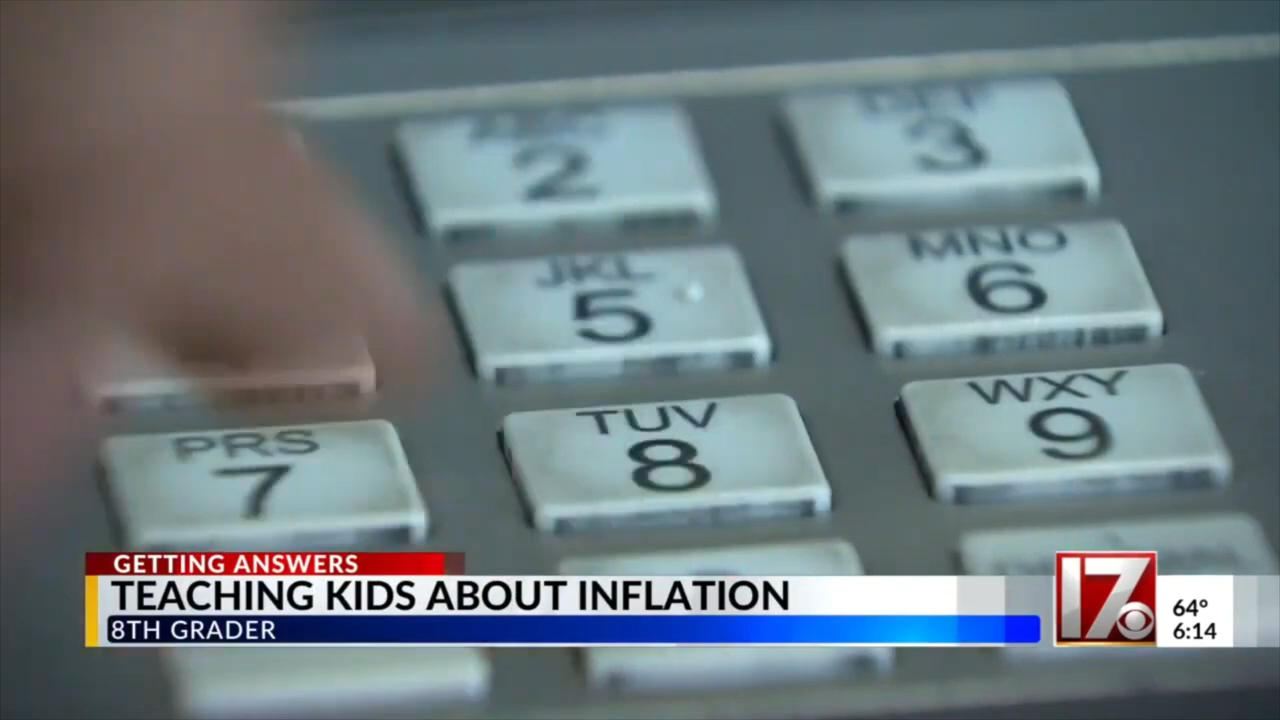 2
DEF
3
JKL
5
MNO
6
PRS
7
TUV
8
WXY
9
GETTING ANSWERS
TEACHING KIDS ABOUT INFLATION
8TH GRADER
17
64°
6:14